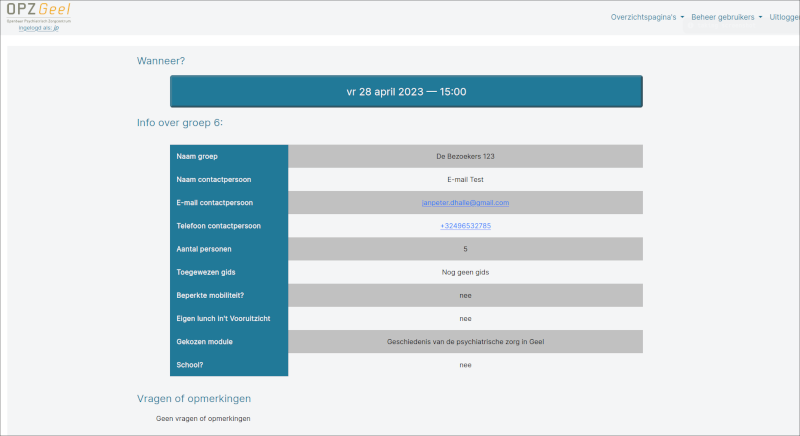 OPZ Geel
Openbaar Psychiatrisch Zorgcentrum
Ingelogd als: jp
Overzichtspagina's Beheer gebruikers Uitlogge
Wanneer?
vr 28 april 2023 — 15:00
Info over groep 6:
Naam groep De Bezoekers 123
Naam contactpersoon E-mail Test
E-mail contactpersoon janpeter.dhalle@gmail.com
Telefoon contactpersoon +32496532785
Aantal personen 5
Toegewezen gids Nog geen gids
Beperkte mobiliteit? nee
Eigen lunch in't Vooruitzicht nee
Gekozen module Geschiedenis van de psychiatrische zorg in Geel
School? nee
Vragen of opmerkingen
Geen vragen of opmerkingen